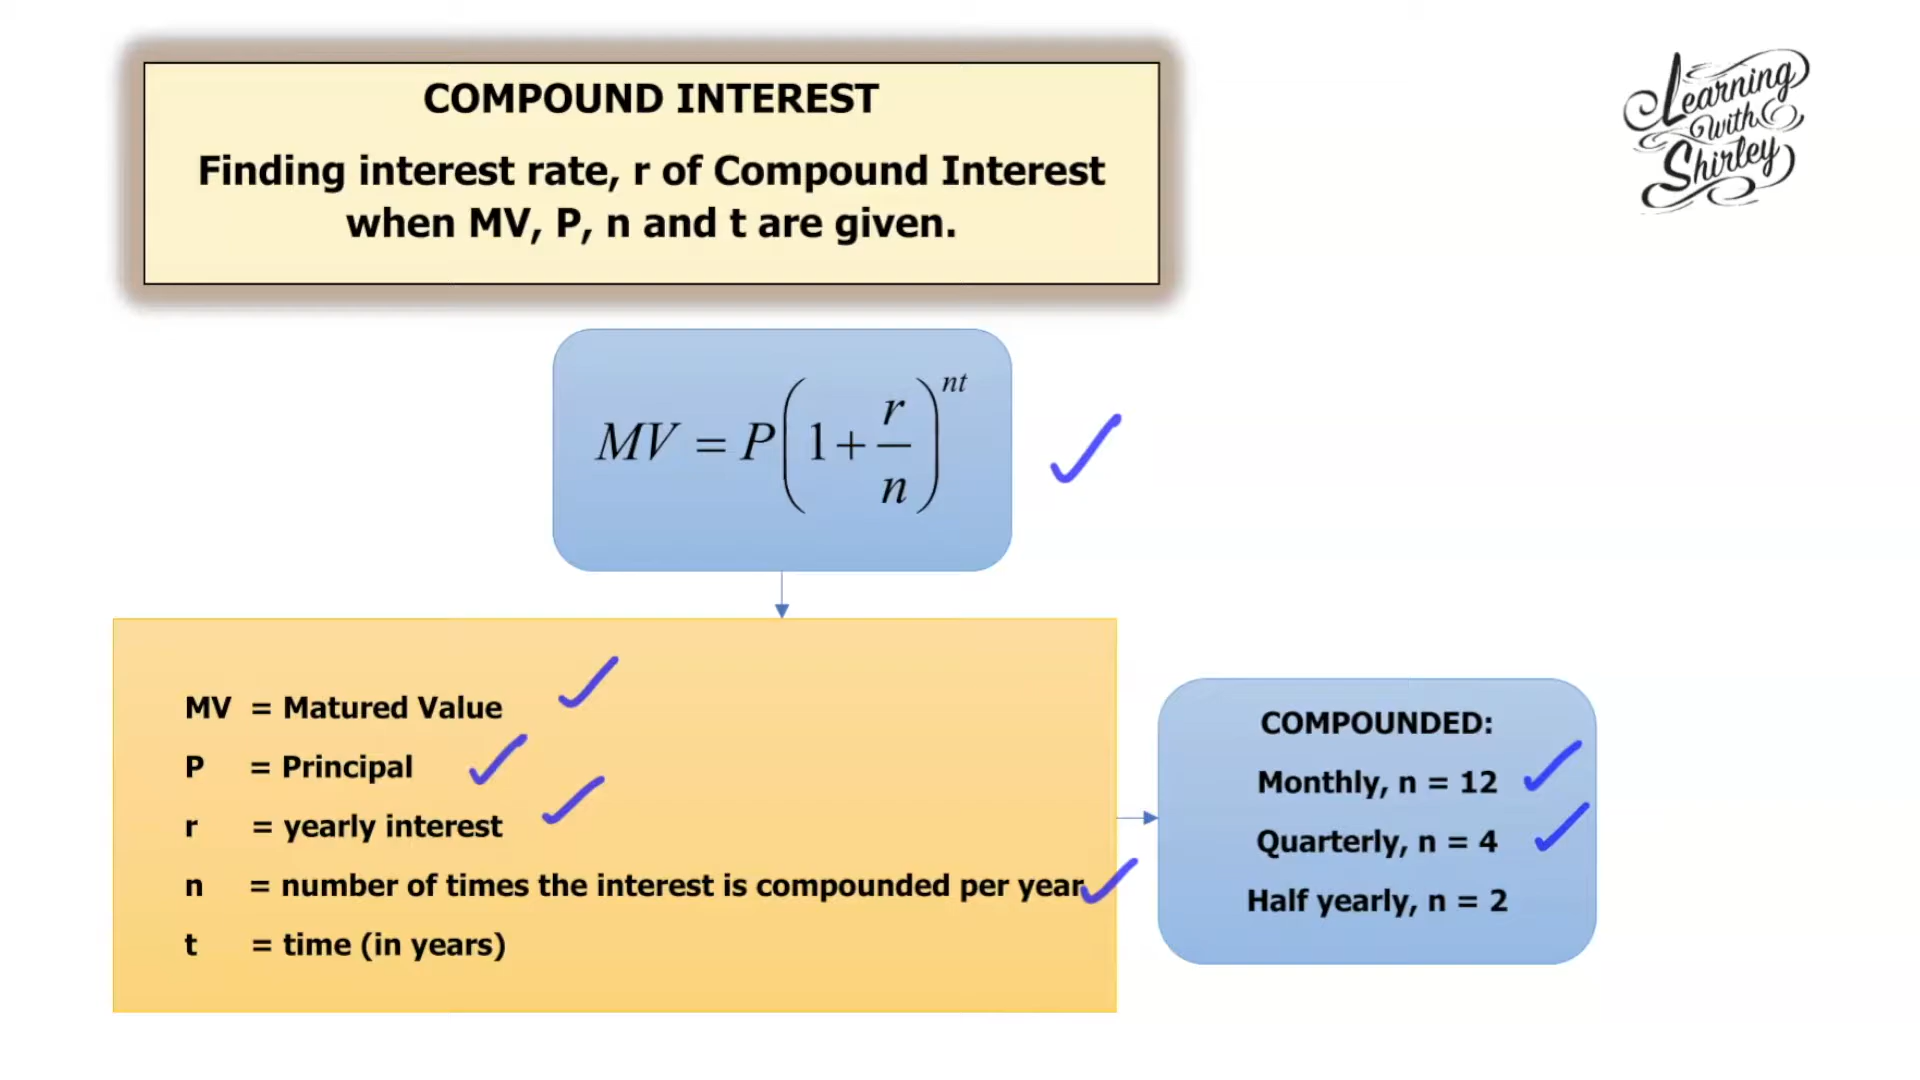 COMPOUND INTEREST
Finding interest rate, r of Compound Interest
when MV, P, n and t are given.
Learning
with
Shirley
MV = P(1 + r/n)^nt
MV = Matured Value
P = Principal
r = yearly interest
n = number of times the interest is compounded per year
t = time (in years)
COMPOUNDED:
Monthly, n = 12
Quarterly, n = 4
Half yearly, n = 2